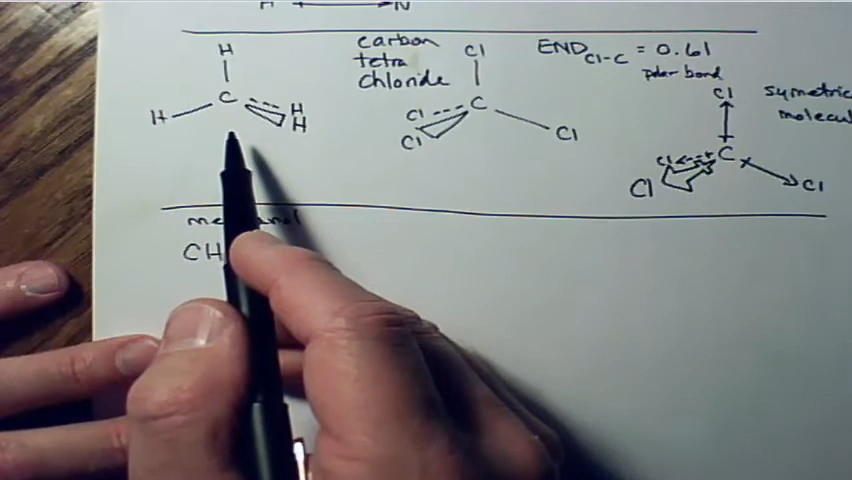 H N
H
C
H H
H
carbon
tetra
chloride
Cl
C
Cl
Cl
Cl
END Cl-C = 0.61
polar bond
symetric
molecul
Cl
C
Cl
Cl
Cl
CH